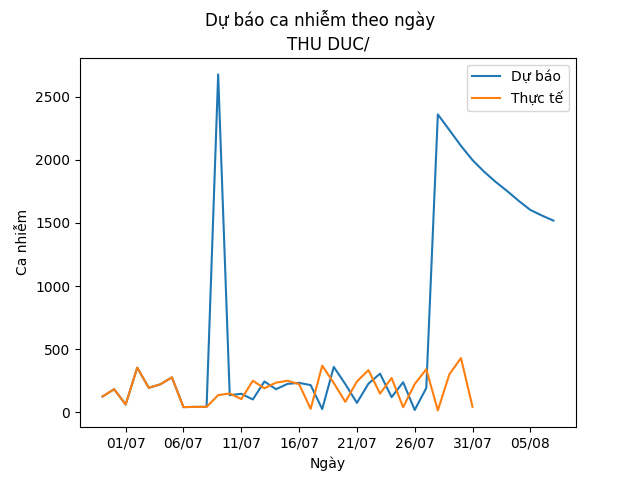 Dự báo ca nhiễm theo ngày
THU DUC/
Dự báo
Thực tế
Ca nhiễm
2500
2000
1500
1000
500
0
01/07 06/07 11/07 16/07 21/07 26/07 31/07 05/08
Ngày